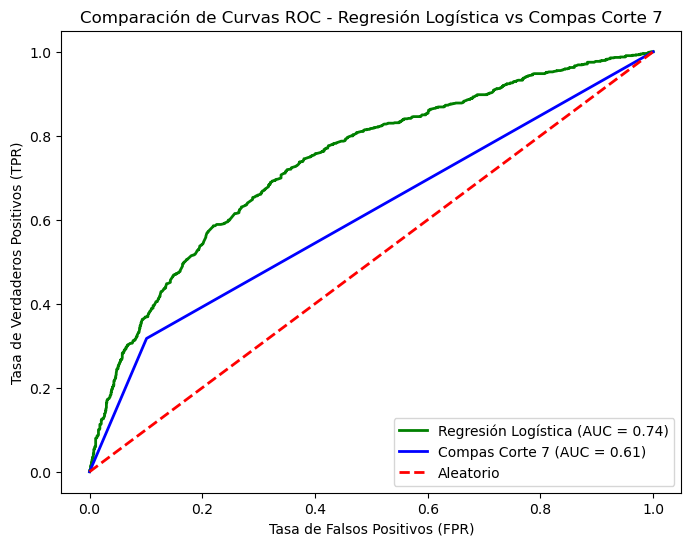 Comparación de Curvas ROC - Regresión Logística vs Compas Corte 7
Tasa de Verdaderos Positivos (TPR)
1.0
0.8
0.6
0.4
0.2
0.0
Regresión Logística (AUC = 0.74)
Compas Corte 7 (AUC = 0.61)
Aleatorio
0.0 0.2 0.4 0.6 0.8 1.0
Tasa de Falsos Positivos (FPR)